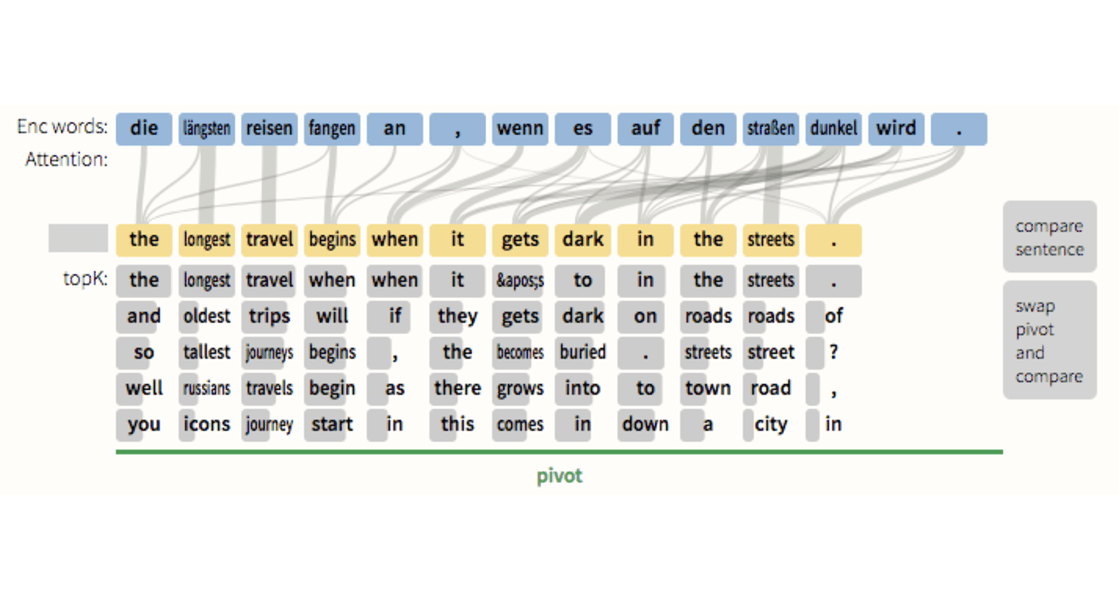 Enc words: die längsten reisen fangen an , wenn es auf den straßen dunkel wird .
Attention:
the longest travel begins when it gets dark in the streets .
topK: the longest travel when when it &apos;s to in the streets .
and oldest trips will if they gets dark on roads roads of
so tallest journeys begins , the becomes buried . streets street ?
well russians travels begin as there grows into to town road ,
you icons journey start in this comes in down a city in
pivot
compare
sentence
swap
pivot
and
compare